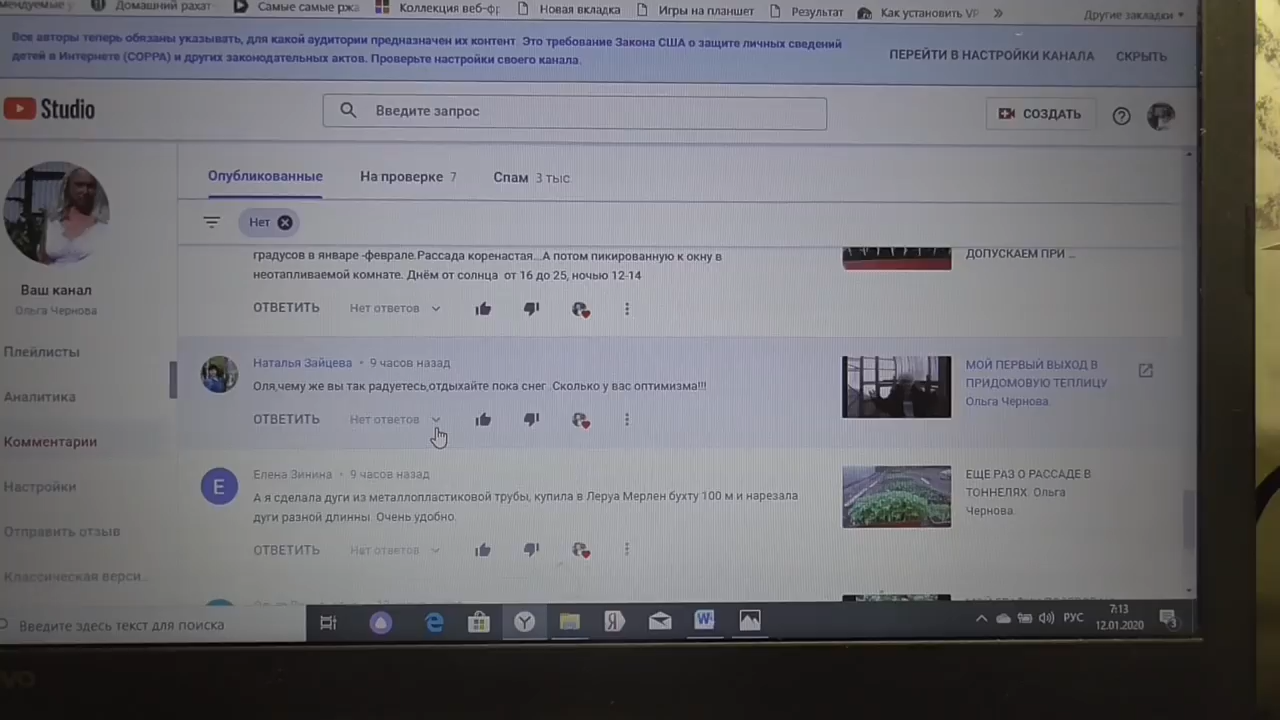 Домашний рахат
Самые самые ржа
Коллекция веб-фр
Новая вкладка
Игры на планшет
Результат
Как установить VP
»
Другие закладки
Все авторы теперь обязаны указывать, для какой аудитории предназначен их контент. Это требование Закона США о защите личных сведений
детей в Интернете (COPPA) и других законодательных актов. Проверьте настройки своего канала.
ПЕРЕЙТИ В НАСТРОЙКИ КАНАЛА
СКРЫТЬ
Studio
Введите запрос
СОЗДАТЬ
Ваш канал
Ольга Чернова
Плейлисты
Аналитика
Комментарии
Настройки
Отправить отзыв
Классическая верси...
Опубликованные
На проверке 7
Спам 3 тыс.
Нет
градусов в январе -феврале.Рассада коренастая...А потом пикированную к окну в
неотапливаемой комнате. Днём от солнца от 16 до 25, ночью 12-14
ДОПУСКАЕМ ПРИ ...
ОТВЕТИТЬ Нет ответов
Наталья Зайцева • 9 часов назад
Оля,чему же вы так радуетесь,отдыхайте пока снег .Сколько у вас оптимизма!!!
ОТВЕТИТЬ Нет ответов
МОЙ ПЕРВЫЙ ВЫХОД В
ПРИДОМОВУЮ ТЕПЛИЦУ
Ольга Чернова.
Е
Елена Зинина • 9 часов назад
А я сделала дуги из металлопластиковой трубы, купила в Леруа Мерлен бухту 100 м и нарезала
дуги разной длинны. Очень удобно.
ОТВЕТИТЬ Нет ответов
ЕЩЕ РАЗ О РАССАДЕ В
ТОННЕЛЯХ. Ольга
Чернова.
Введите здесь текст для поиска
РУС
7:13
12.01.2020
3